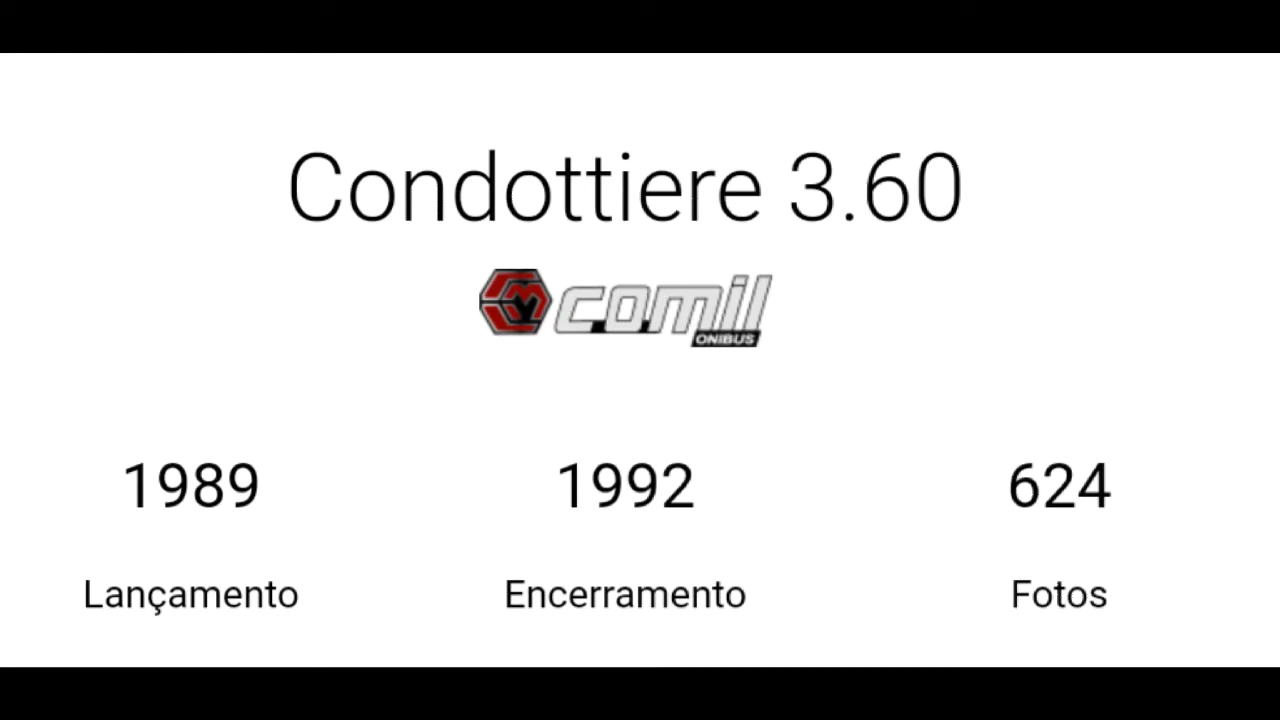 Condottiere 3.60
comil
ONIBUS
1989
1992
624
Lançamento
Encerramento
Fotos